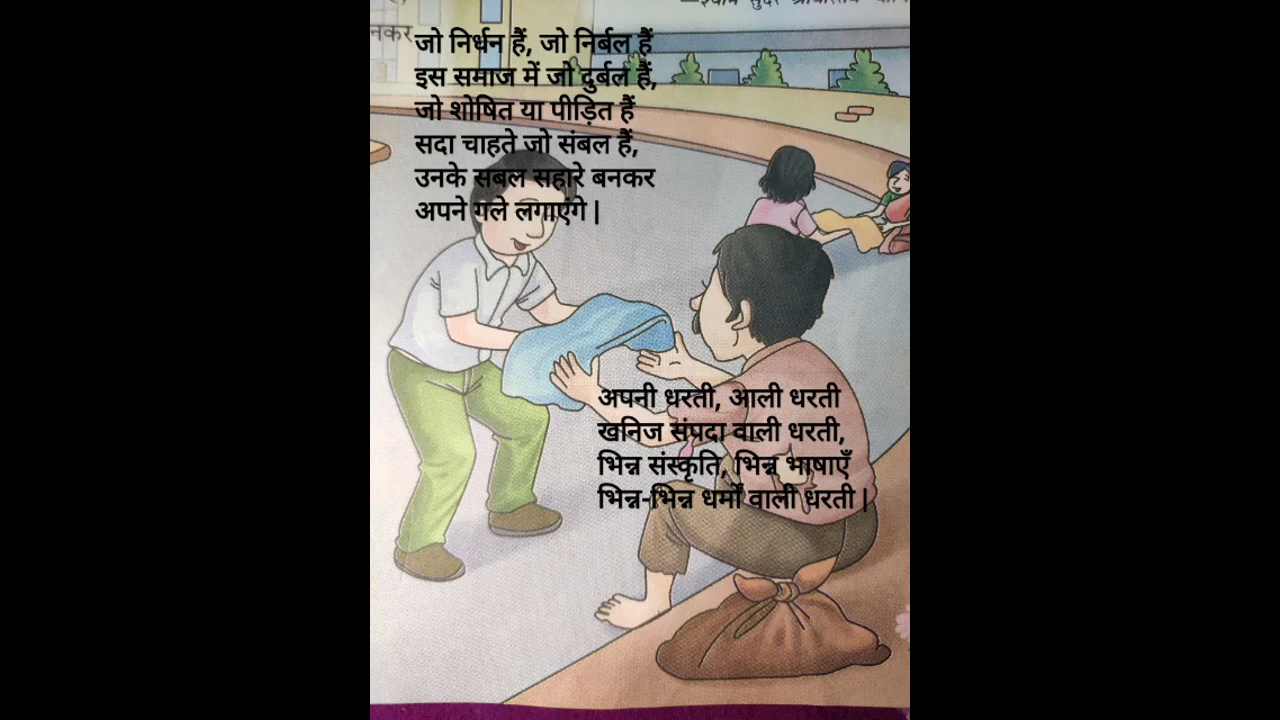 नकर
जो निर्धन हैं, जो निर्बल हैं
इस समाज में जो दुर्बल हैं,
जो शोषित या पीड़ित हैं
सदा चाहते जो संबल हैं,
उनके सबल सहारे बनकर
अपने गले लगाएंगे |
अपनी धरती, आली धरती
खनिज संपदा वाली धरती,
भिन्न संस्कृति, भिन्न भाषाएँ
भिन्न-भिन्न धर्मों वाली धरती |